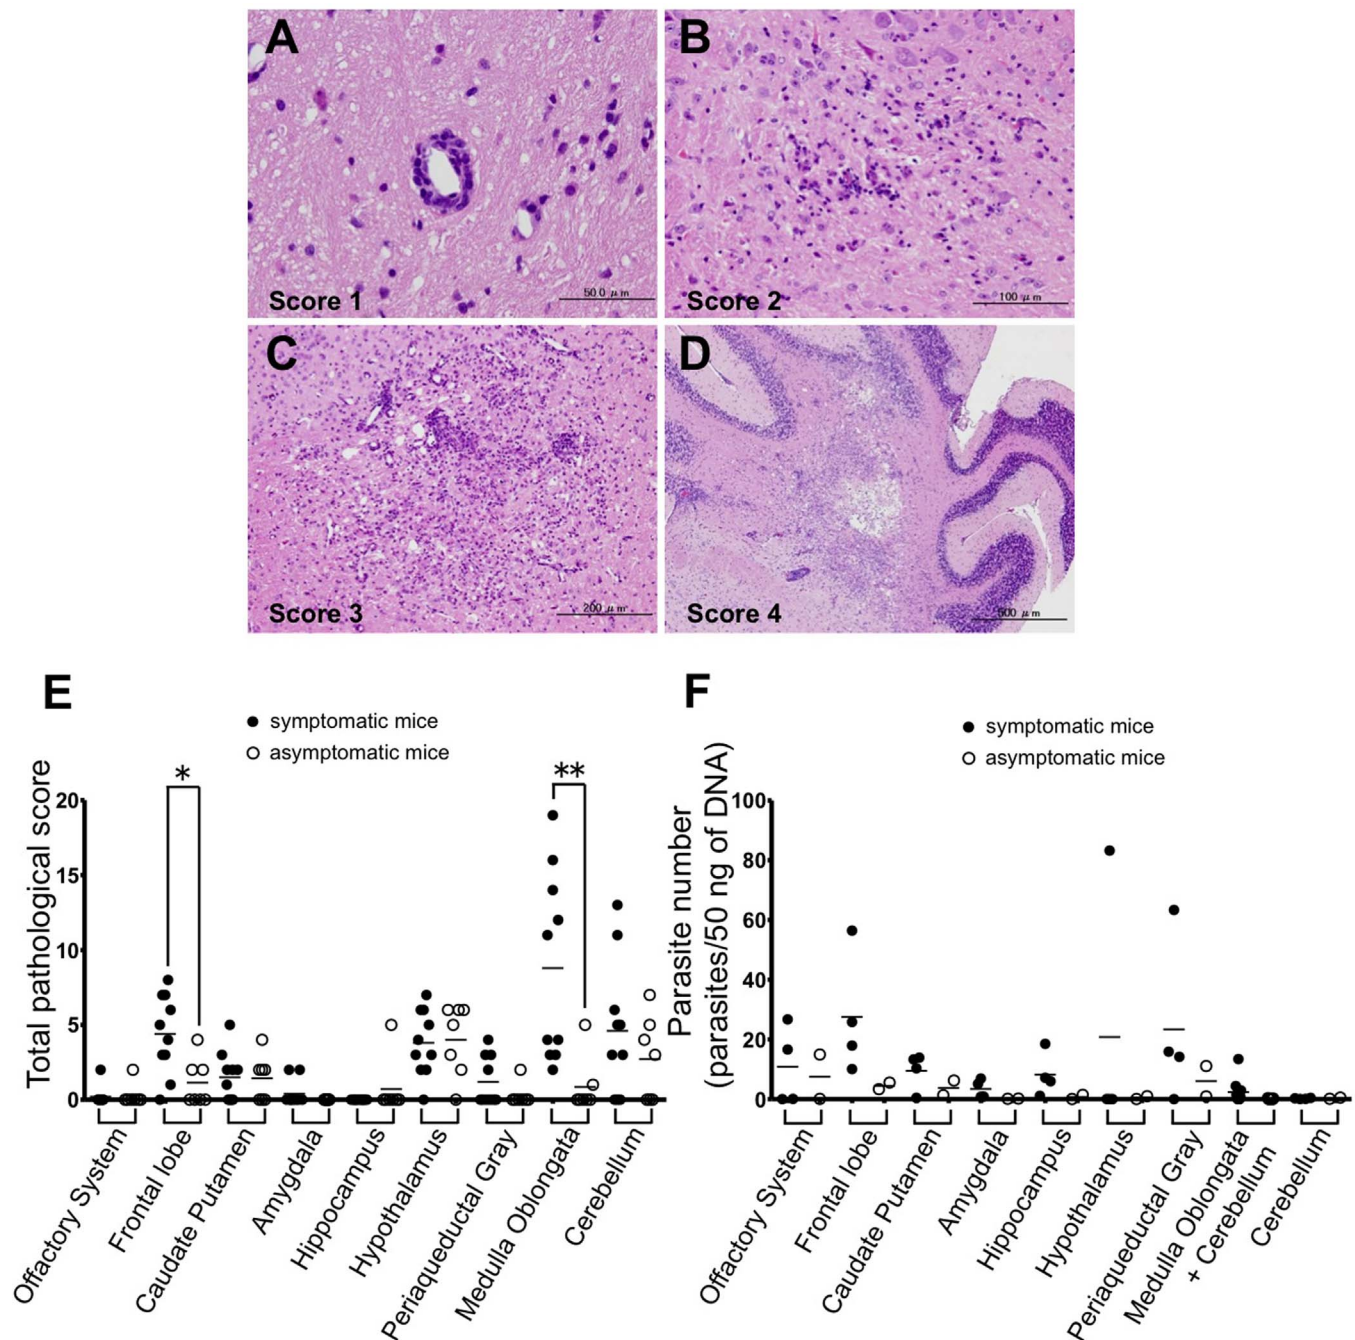 A
B
50.0 μm
Score 1
100 μm
Score 2
C
D
200 μm
Score 3
500 μm
Score 4
E
F
symptomatic mice
asymptomatic mice
symptomatic mice
asymptomatic mice
*
**
Total pathological score
20
15
10
5
0
Parasite number
(parasites/50 ng of DNA)
100
80
60
40
20
0
Offactory System
Frontal lobe
Caudate Putamen
Amygdala
Hippocampus
Hypothalamus
Periaqueductal Gray
Medulla Oblongata
Cerebellum
Offactory System
Frontal lobe
Caudate Putamen
Amygdala
Hippocampus
Hypothalamus
Periaqueductal Gray
Medulla Oblongata
+ Cerebellum
Cerebellum